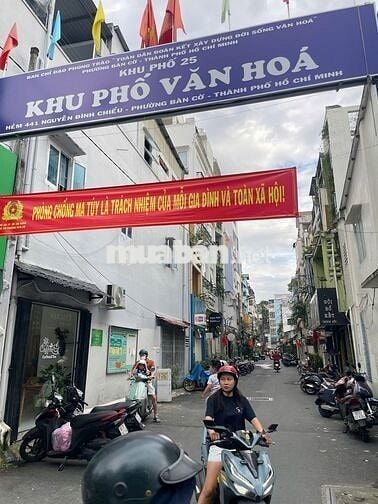 BAN CHỈ ĐẠO PHONG TRÀO "TOÀN DÂN ĐOÀN KẾT XÂY DỰNG ĐỜI SỐNG VĂN HOÁ"
PHƯỜNG BÀN CỜ - THÀNH PHỐ HỒ CHÍ MINH
KHU PHỐ 25
KHU PHỐ VĂN HOÁ
HẺM 441 NGUYỄN ĐÌNH CHIỂU - PHƯỜNG BÀN CỜ - THÀNH PHỐ HỒ CHÍ MINH
PHÒNG CHỐNG MA TÚY LÀ TRÁCH NHIỆM CỦA MỖI GIA ĐÌNH VÀ TOÀN XÃ HỘI!
muaban.net